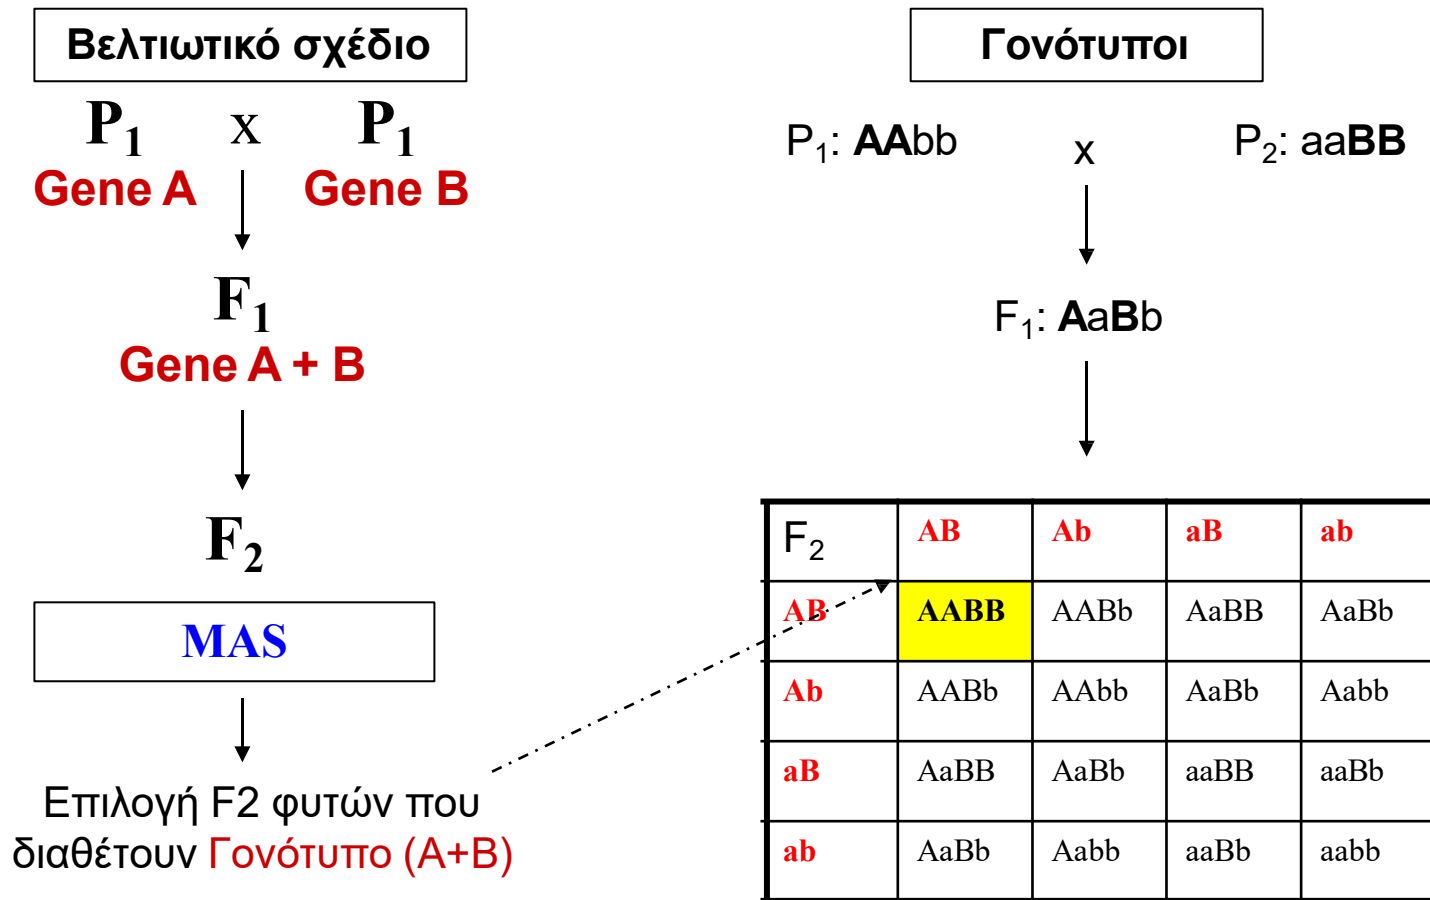 Βελτιωτικό σχέδιο
P1 x P1
Gene A Gene B
F1
Gene A + B
F2
MAS
Επιλογή F2 φυτών που
διαθέτουν Γονότυπο (A+B)
Γονότυποι
P1: AAbb x P2: aaBB
F1: AaBb
F2 AB Ab aB ab
AB AABB AABb AaBB AaBb
Ab AABb AAbb AaBb Aabb
aB AaBB AaBb aaBB aaBb
ab AaBb Aabb aaBb aabb